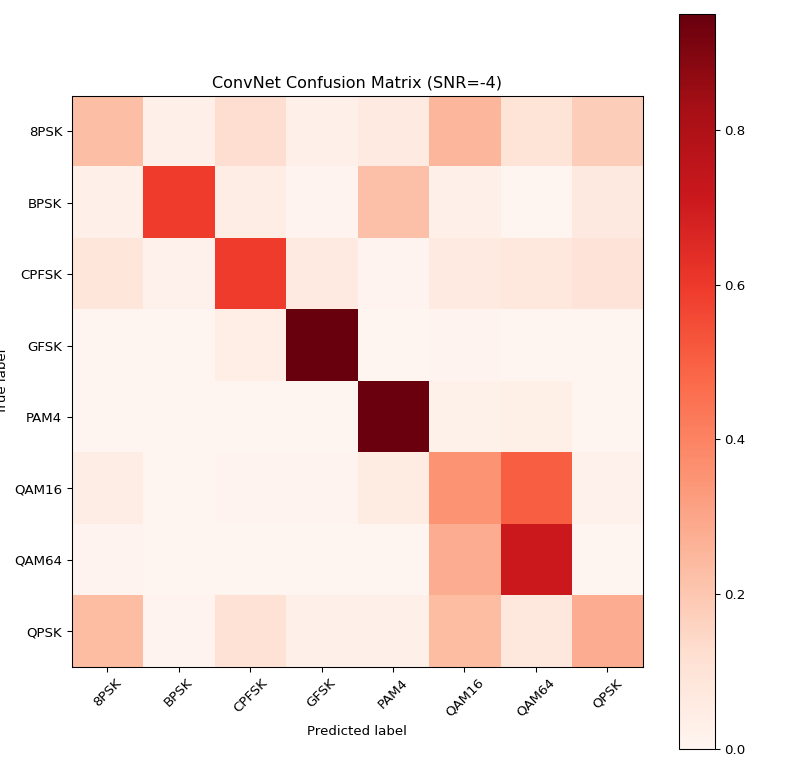 ConvNet Confusion Matrix (SNR=-4)
8PSK
BPSK
CPFSK
GFSK
PAM4
QAM16
QAM64
QPSK
8PSK
BPSK
CPFSK
GFSK
PAM4
QAM16
QAM64
QPSK
Predicted label
label
0.8
0.6
0.4
0.2
0.0